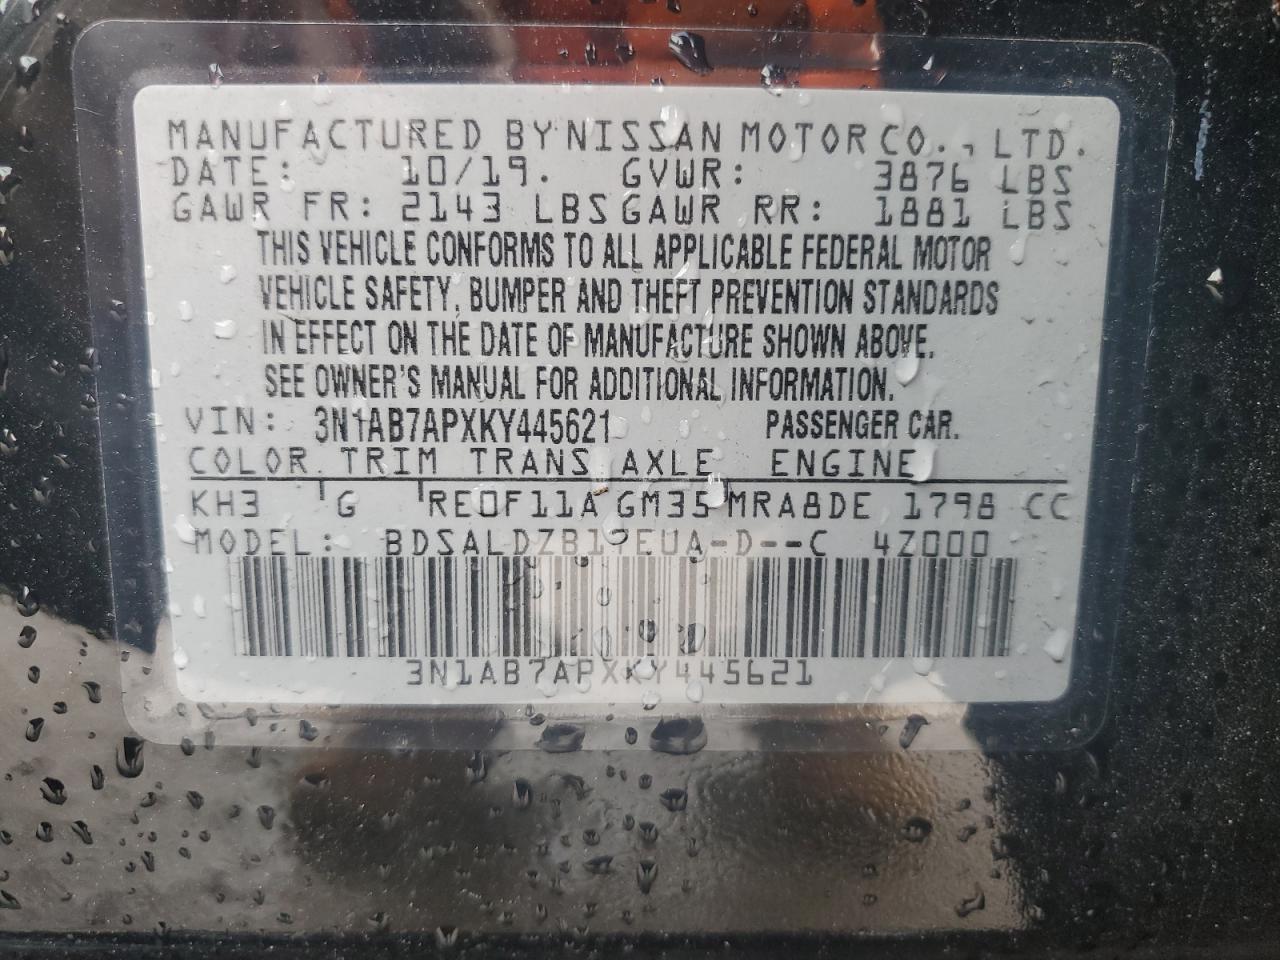 MANUFACTURED BY NISSAN MOTOR CO., LTD.
DATE: 10/19. GVWR: 3876 LBS
GAWR FR: 2143 LBS GAWR RR: 1881 LBS
THIS VEHICLE CONFORMS TO ALL APPLICABLE FEDERAL MOTOR
VEHICLE SAFETY, BUMPER AND THEFT PREVENTION STANDARDS
IN EFFECT ON THE DATE OF MANUFACTURE SHOWN ABOVE.
SEE OWNER'S MANUAL FOR ADDITIONAL INFORMATION.
VIN: 3N1AB7APXKY445621 PASSENGER CAR.
COLOR TRIM TRANS AXLE ENGINE
KH3 G RE0F11A GM35 MRA8DE 1798 CC
MODEL: 4Z000
3N1AB7APXKY445621